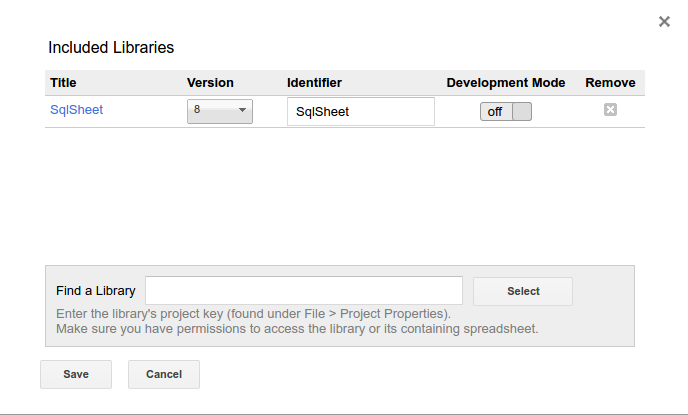 Included Libraries
Title Version Identifier Development Mode Remove
SqlSheet 8 SqlSheet off
Find a Library Select
Enter the library's project key (found under File > Project Properties).
Make sure you have permissions to access the library or its containing spreadsheet.
Save Cancel